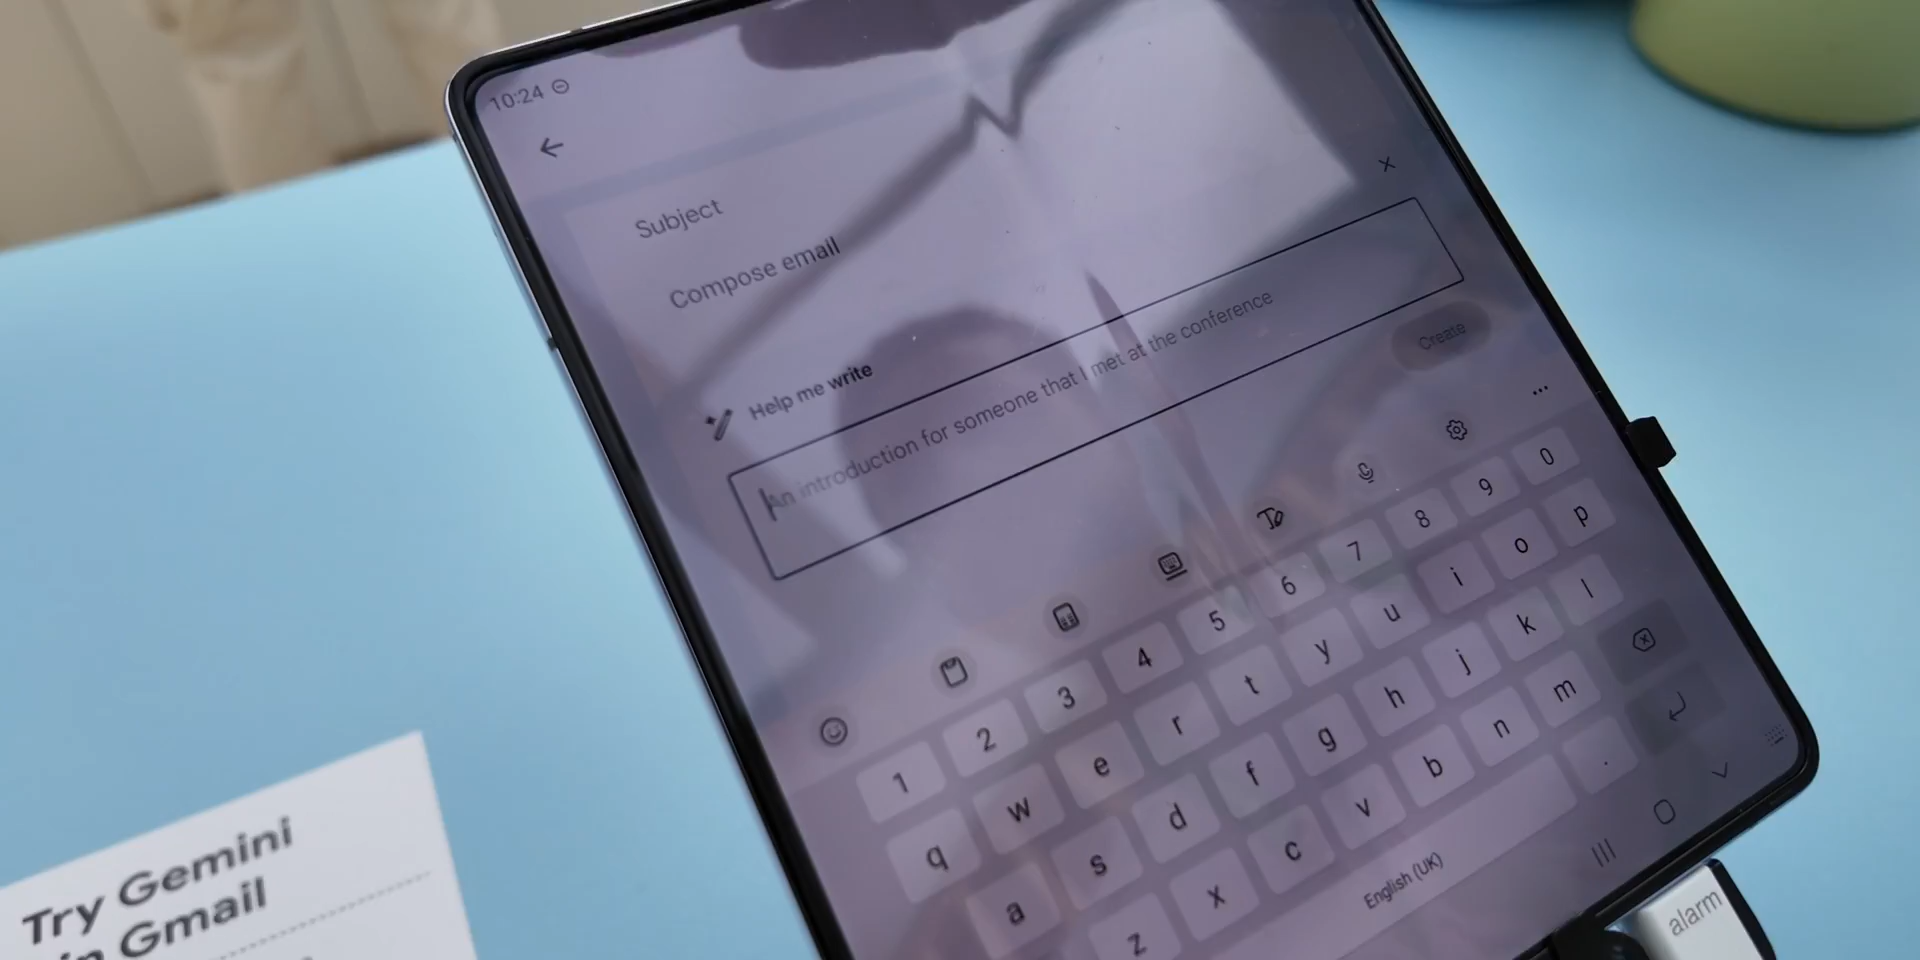 10:24
Subject
Compose email
Help me write
An introduction for someone that I met at the conference
Create
1 2 3 4 5 6 7 8 9 0
q w e r t y u i o p
a s d f g h j k l
z x c v b n m
English (UK) .
Try Gemini
in Gmail
alarm